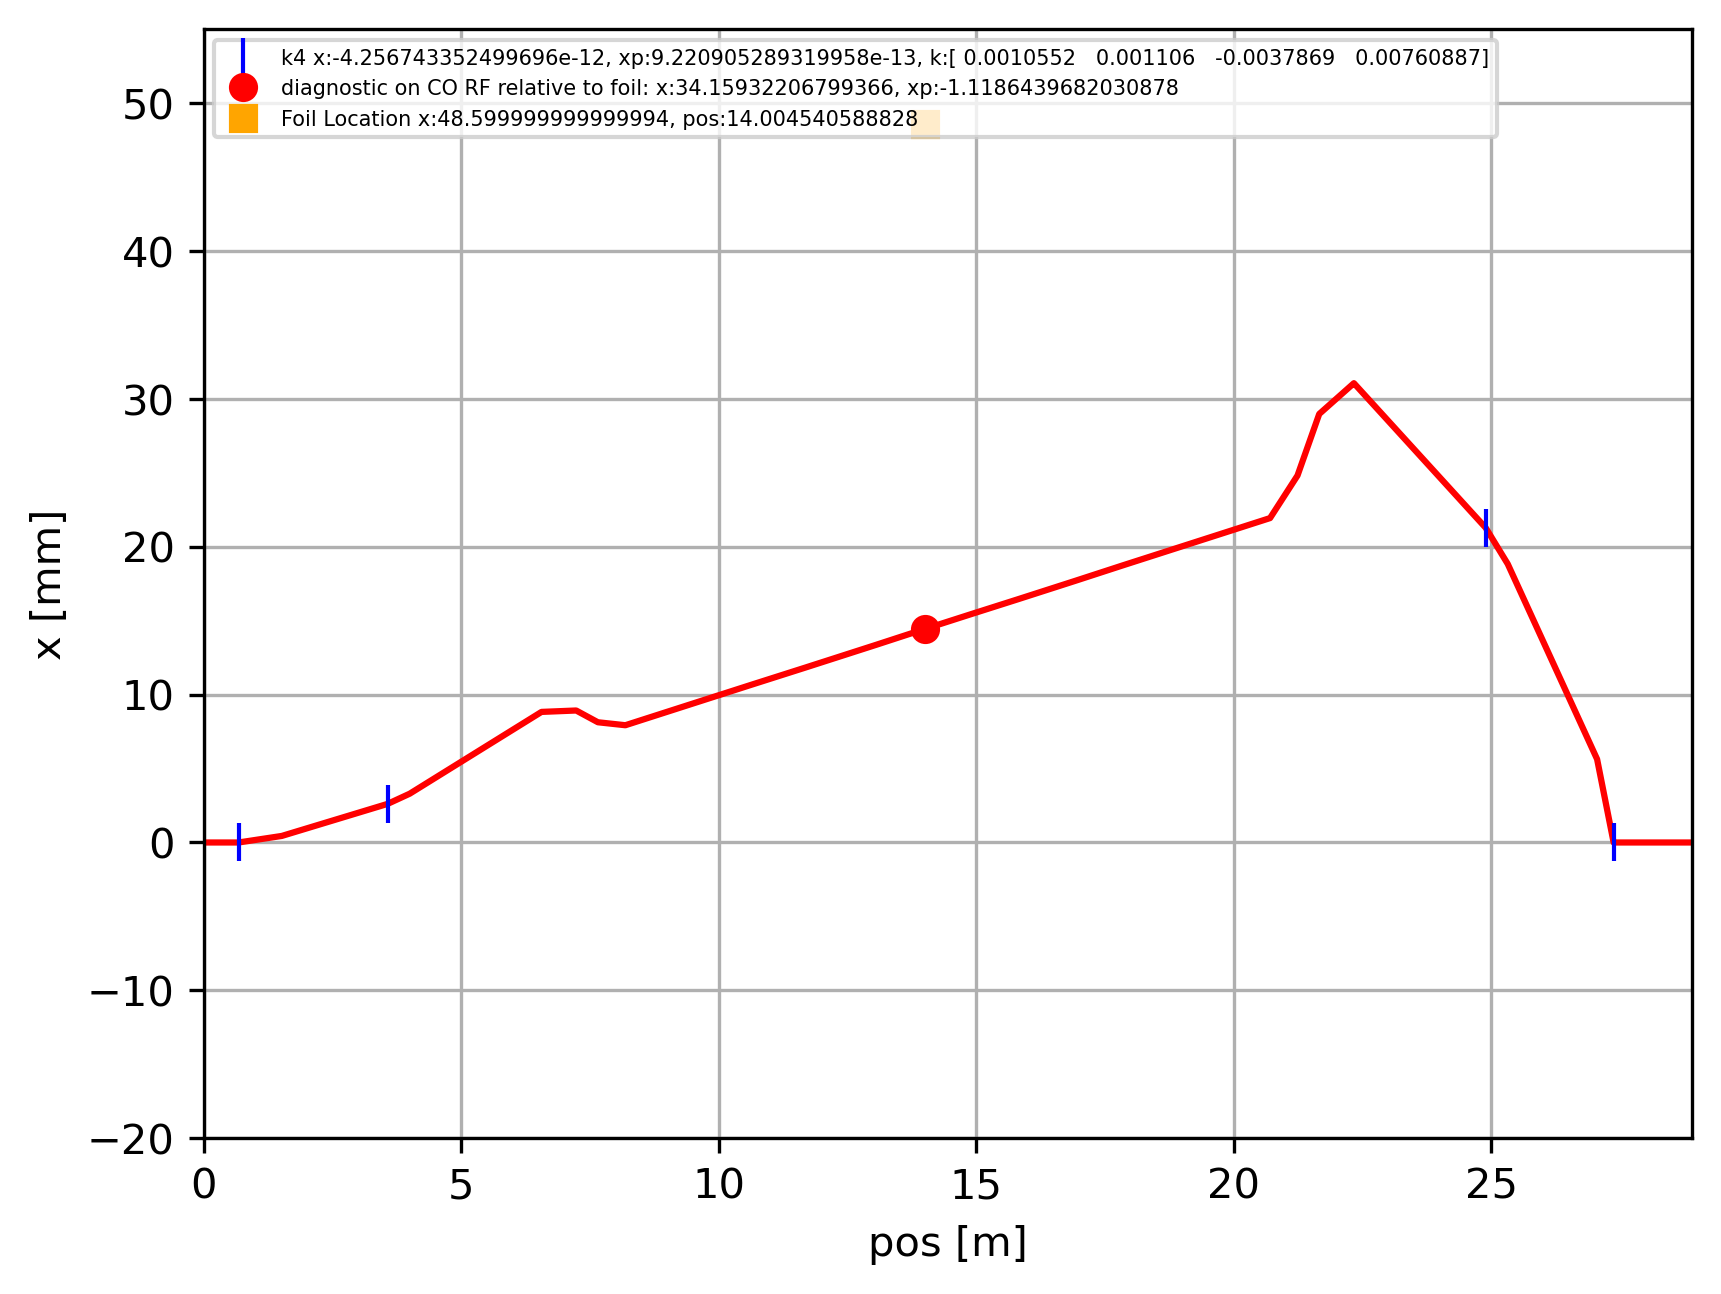 k4 x:-4.256743352499696e-12, xp:9.220905289319958e-13, k:[ 0.0010552   0.001106   -0.0037869   0.00760887]
diagnostic on CO RF relative to foil: x:34.15932206799366, xp:-1.1186439682030878
Foil Location x:48.599999999999994, pos:14.004540588828
50
40
30
20
10
0
−10
−20
x [mm]
0 5 10 15 20 25
pos [m]